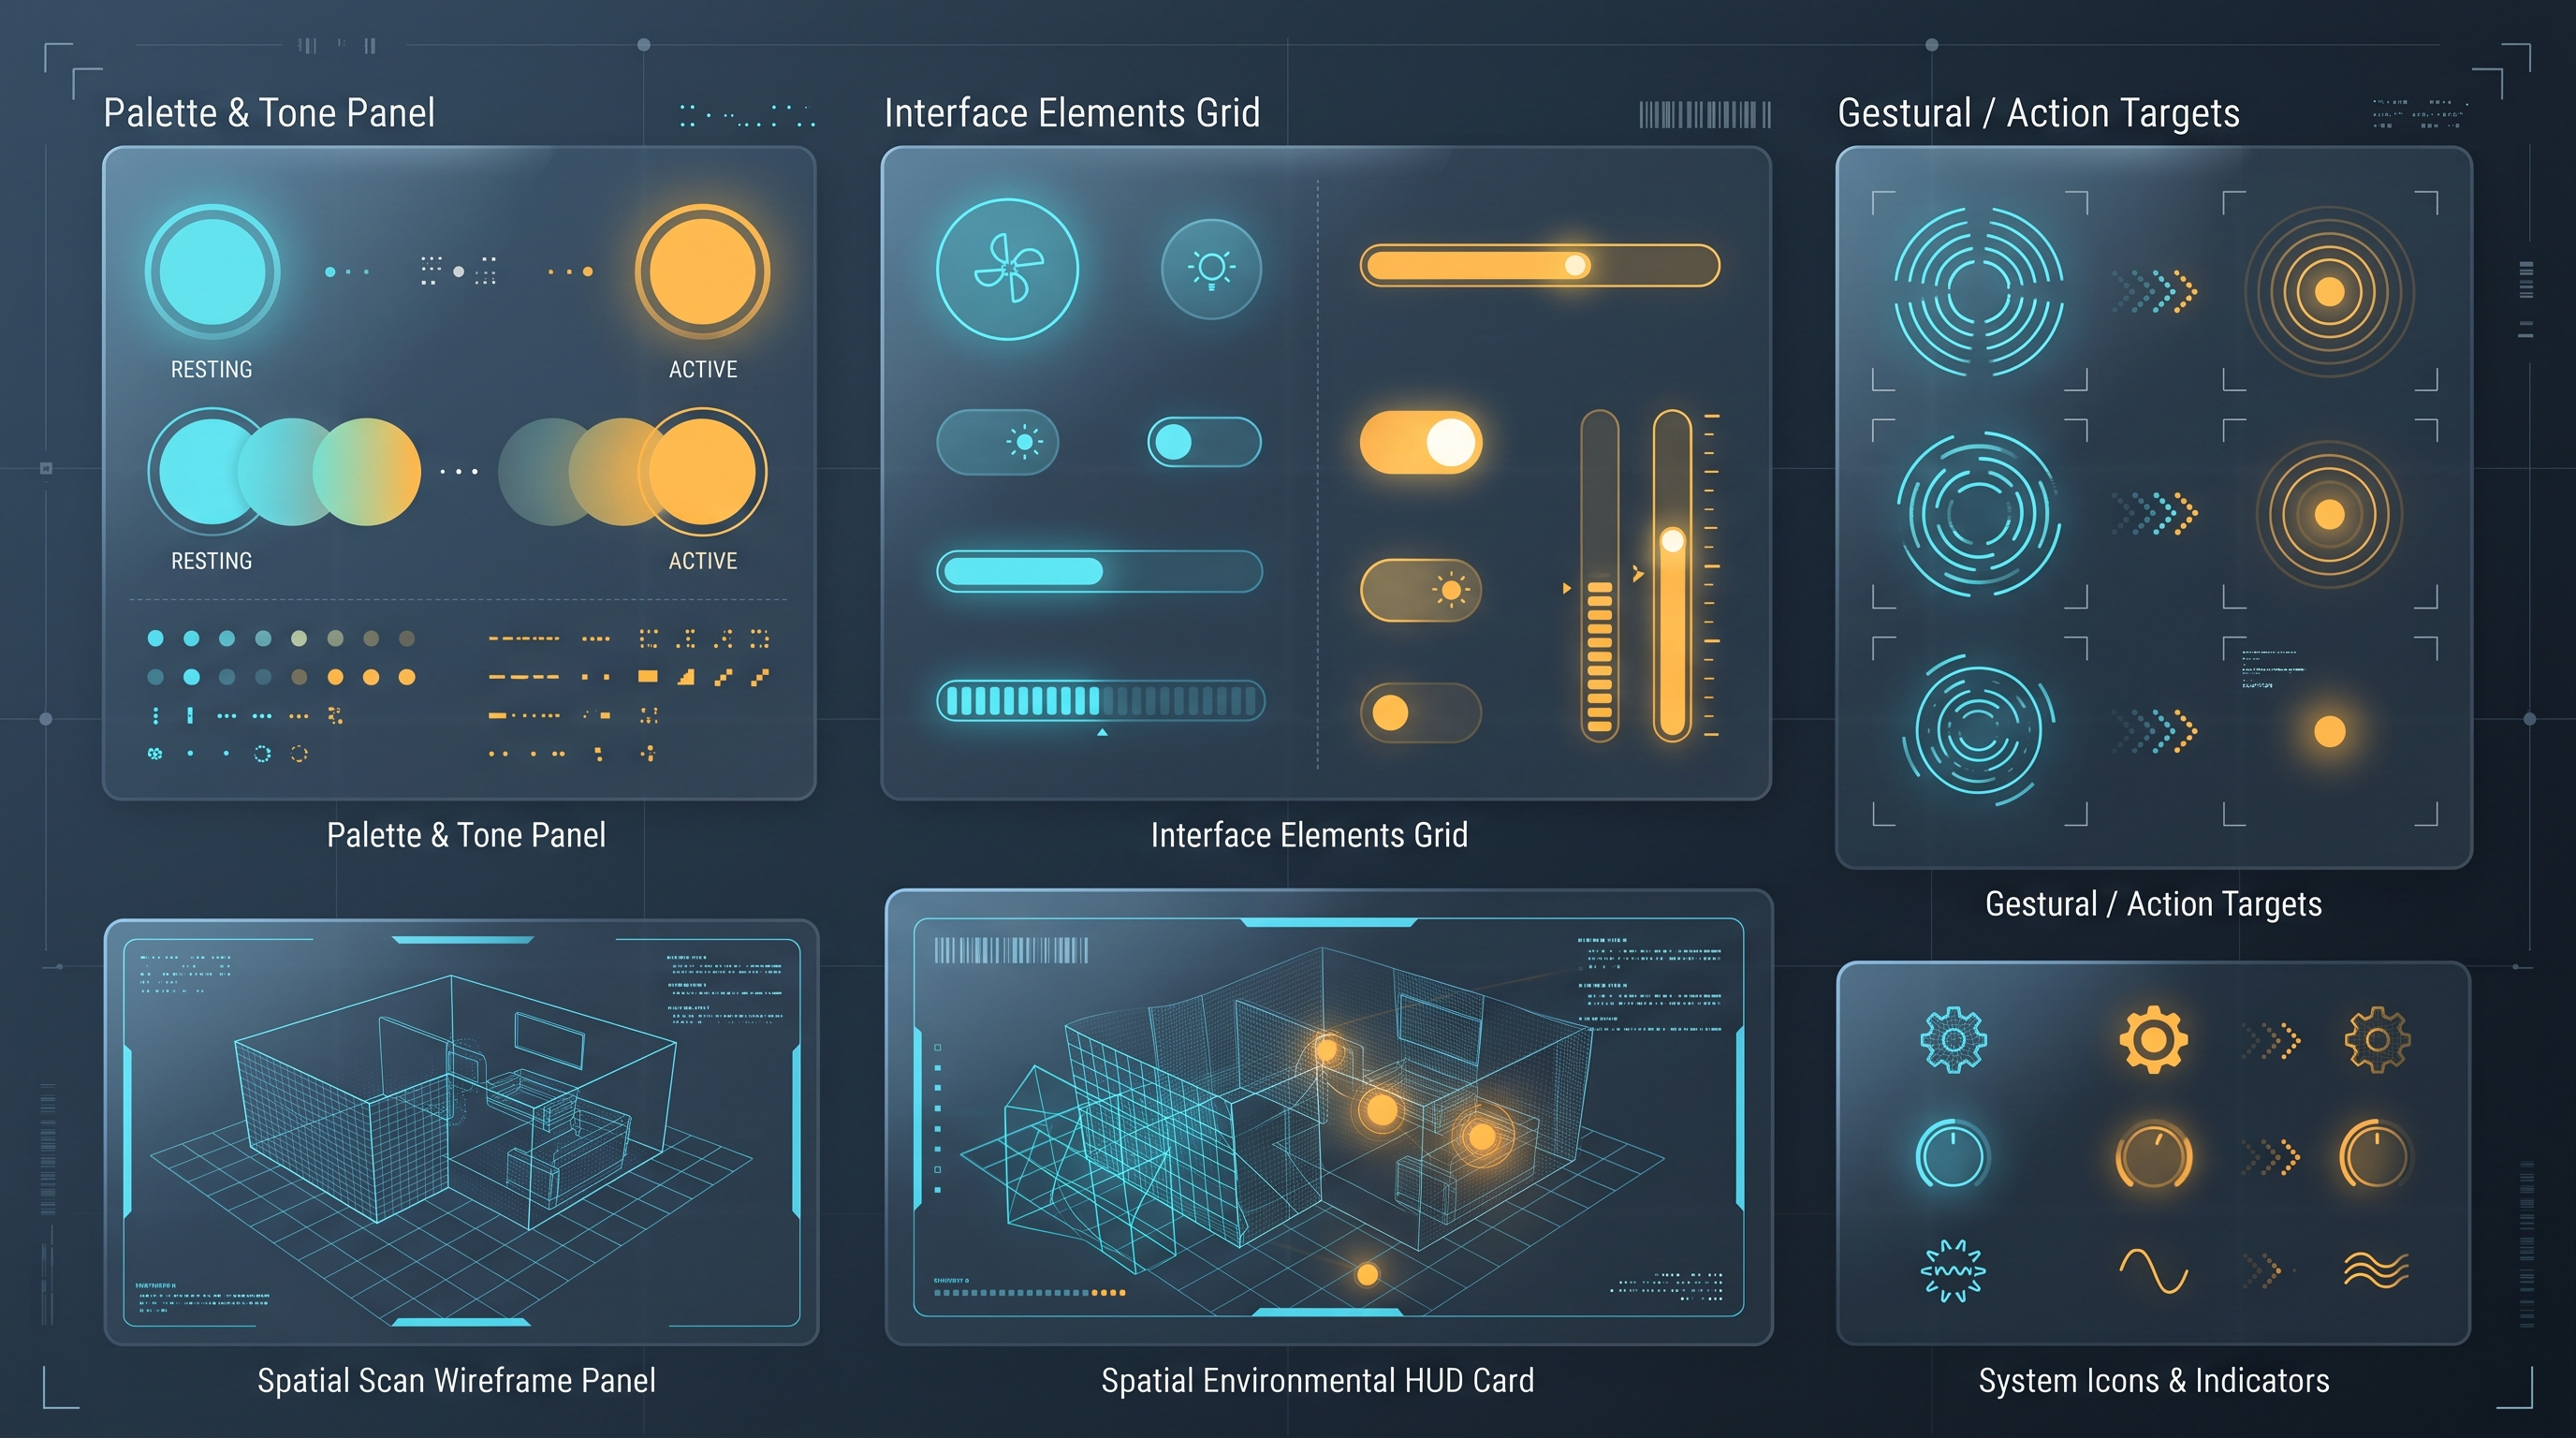 Palette & Tone Panel
Interface Elements Grid
Gestural / Action Targets
RESTING
ACTIVE
RESTING
ACTIVE
Palette & Tone Panel
Interface Elements Grid
Gestural / Action Targets
Spatial Scan Wireframe Panel
Spatial Environmental HUD Card
System Icons & Indicators